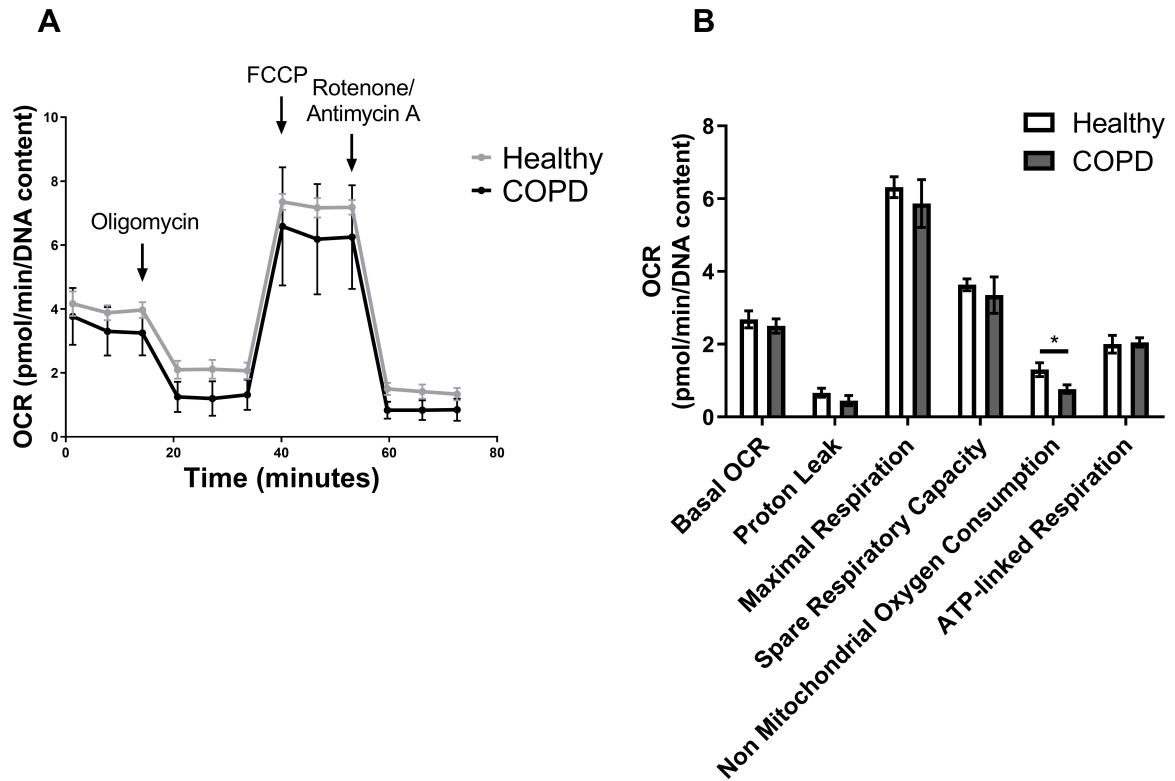 A
FCCP
Rotenone/
Antimycin A
Oligomycin
OCR (pmol/min/DNA content)
10
8
6
4
2
0
0 20 40 60 80
Time (minutes)
Healthy
COPD
B
Healthy
COPD
OCR
(pmol/min/DNA content)
8
6
4
2
0
*
Basal OCR
Proton Leak
Maximal Respiration
Spare Respiratory Capacity
Non Mitochondrial Oxygen Consumption
ATP-linked Respiration